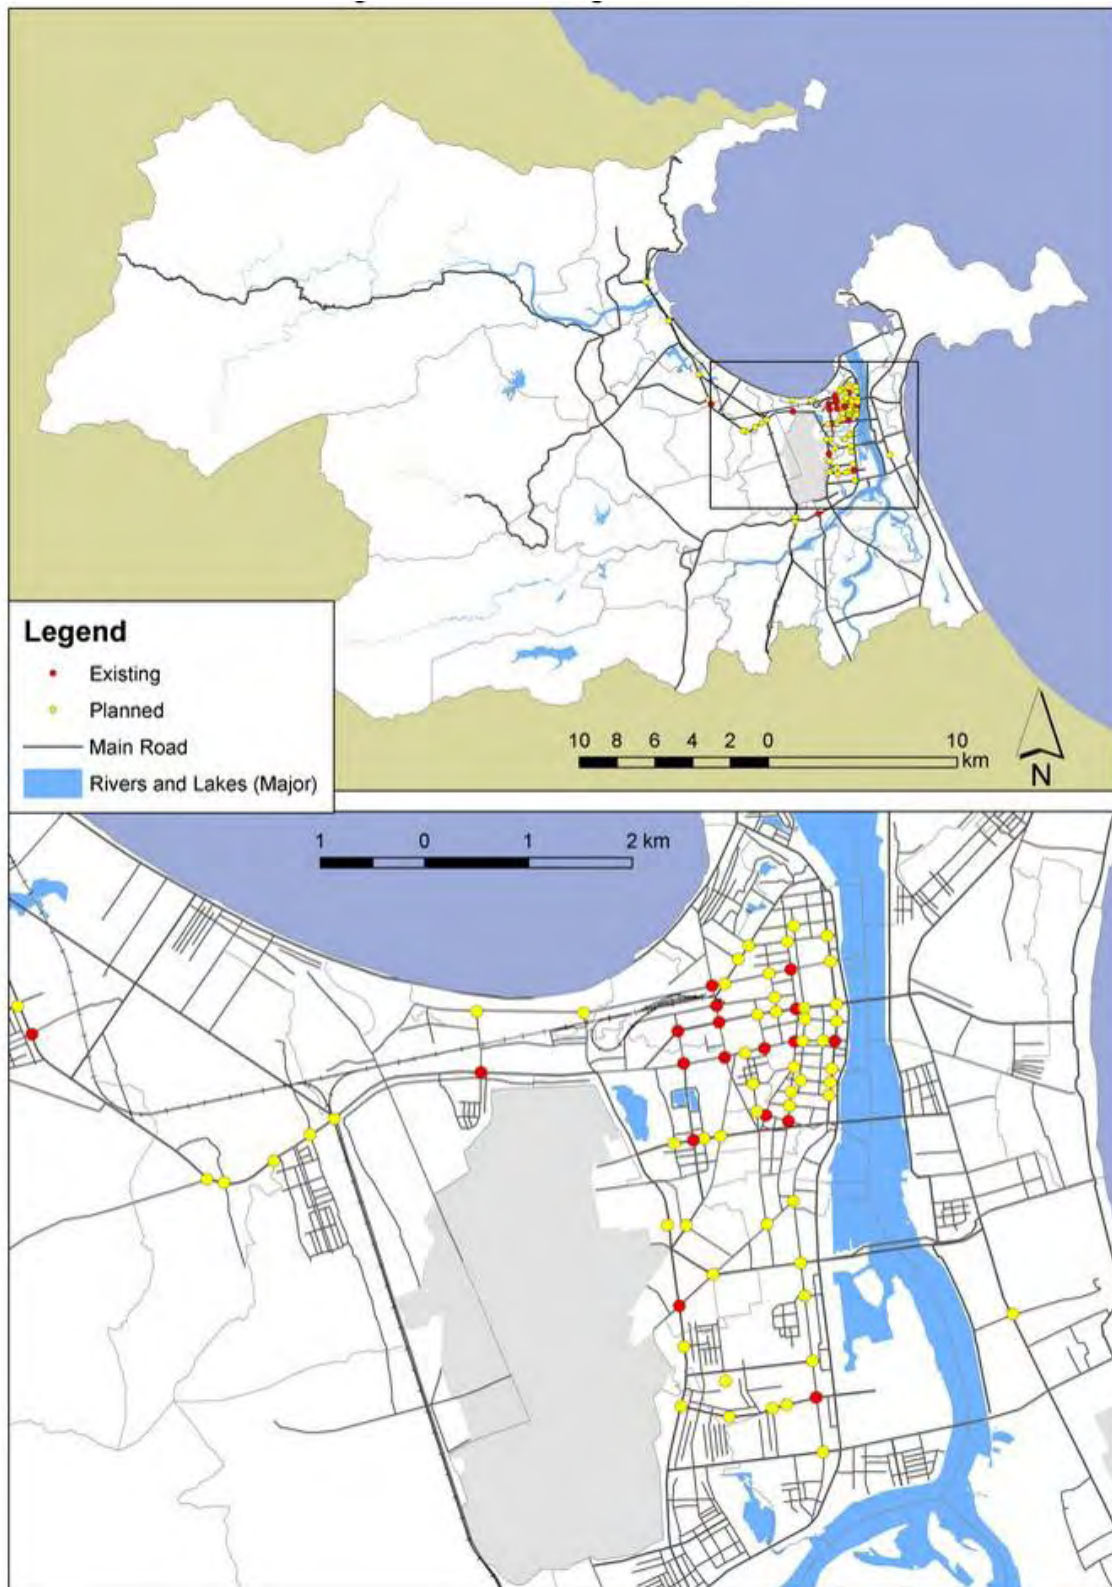 Legend
Existing
Planned
Main Road
Rivers and Lakes (Major)
10 8 6 4 2 0 10
km
N
1 0 1 2 km